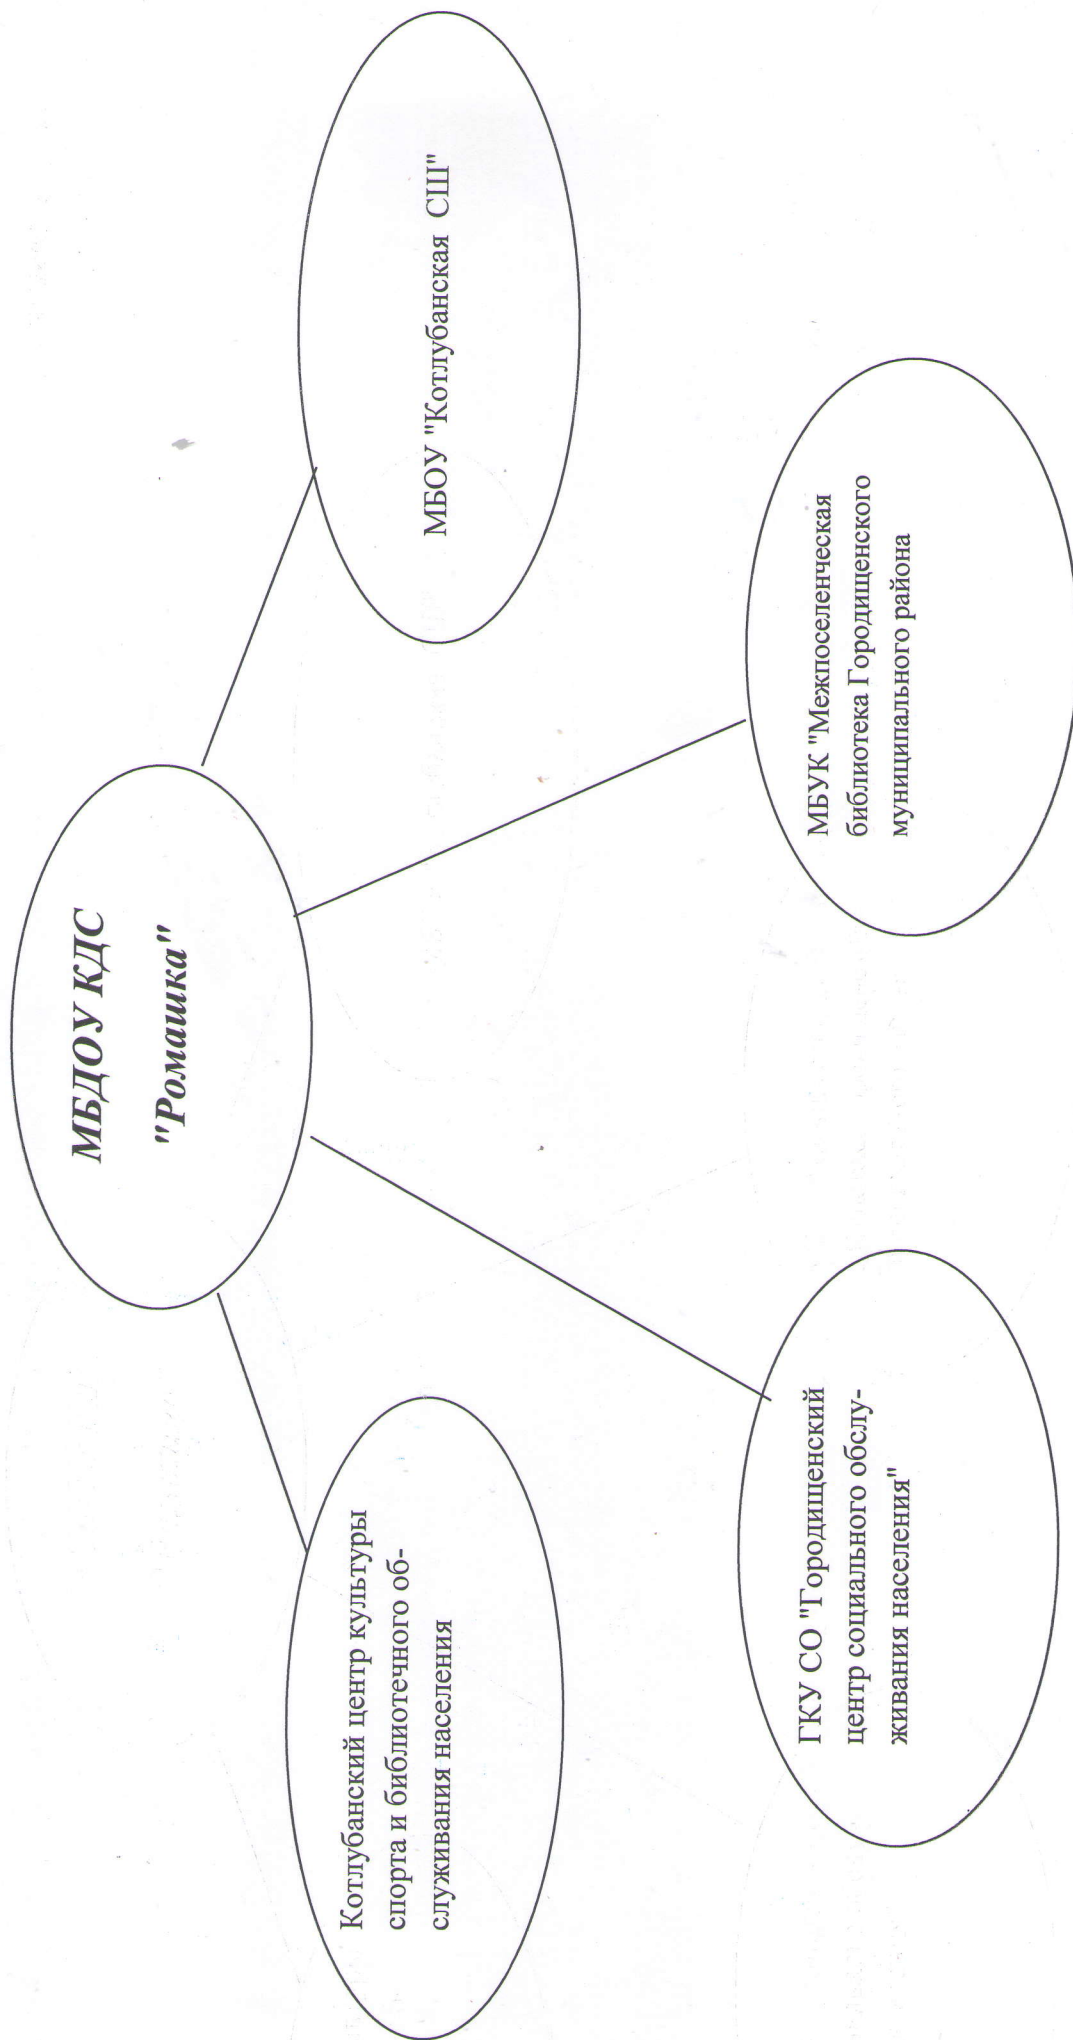 МБДОУ КДС
"Ромашка"
Котлубанский центр культуры
спорта и библиотечного об-
служивания населения
МБОУ "Котлубанская СШ"
ГКУ СО "Городищенский
центр социального обслу-
живания населения"
МБУК "Межпоселенческая
библиотека Городищенского
муниципального района